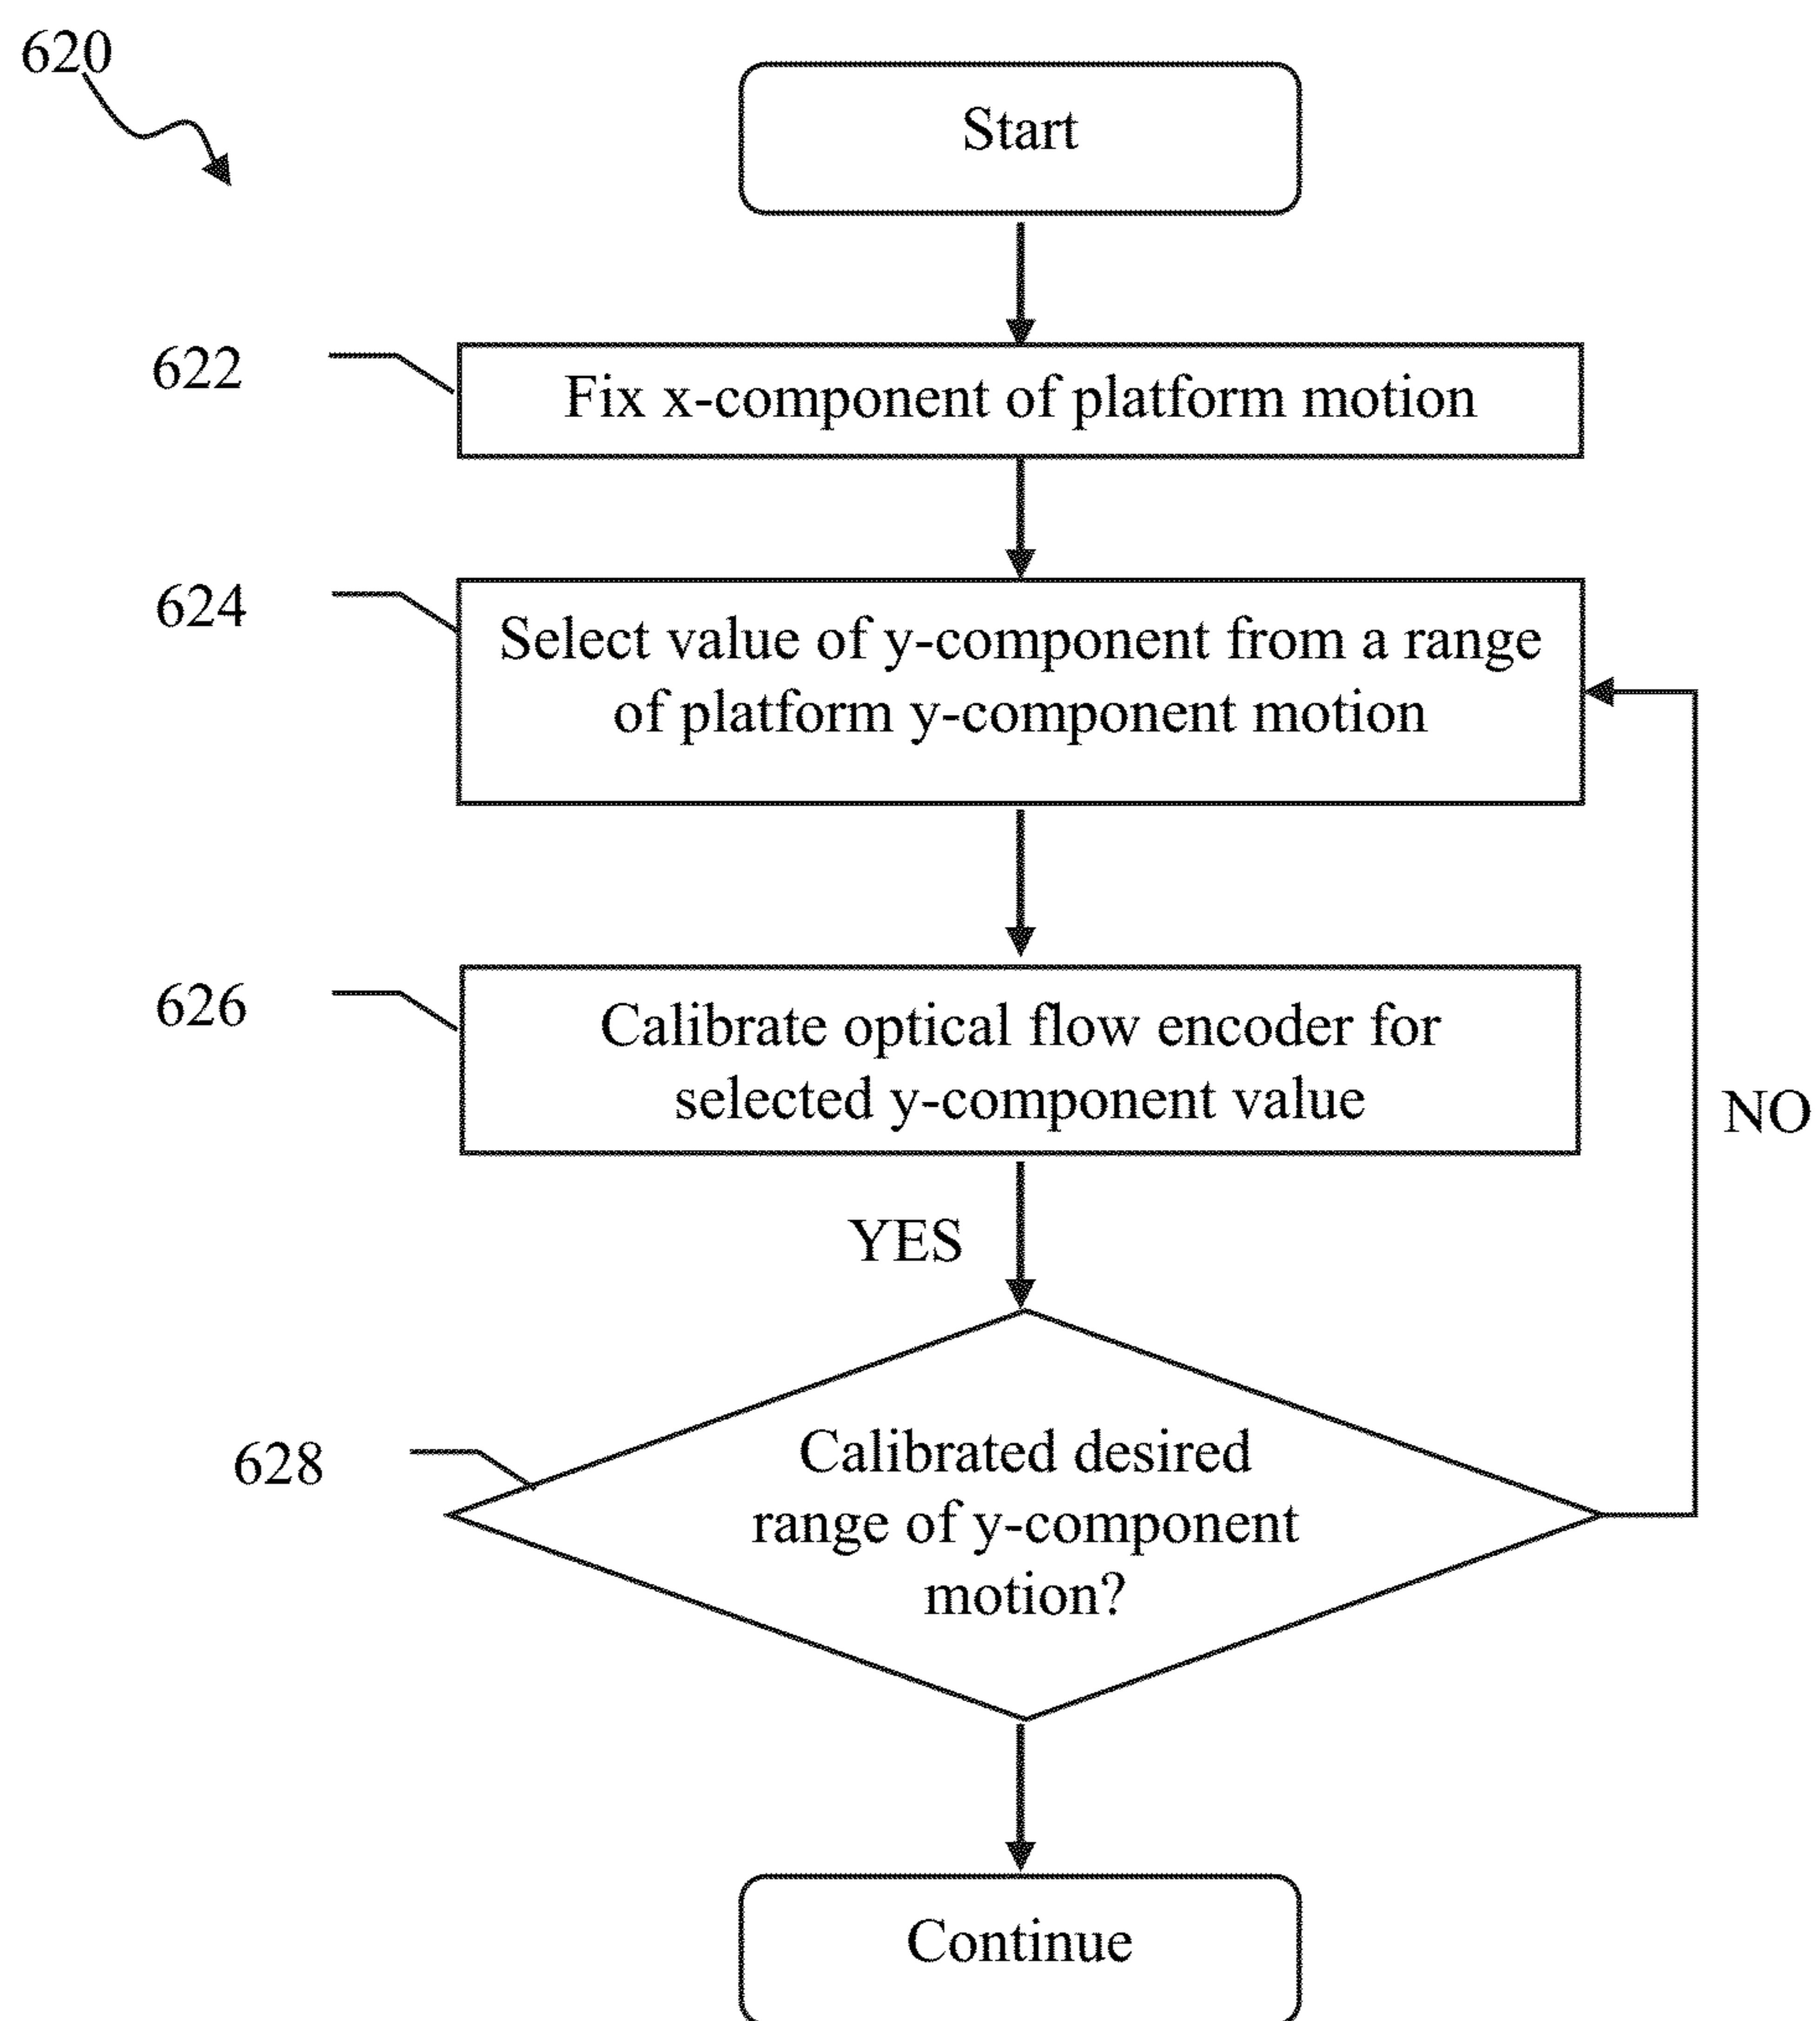 620
Start
622
Fix x-component of platform motion
624
Select value of y-component from a range
of platform y-component motion
626
Calibrate optical flow encoder for
selected y-component value
NO
YES
628
Calibrated desired
range of y-component
motion?
Continue